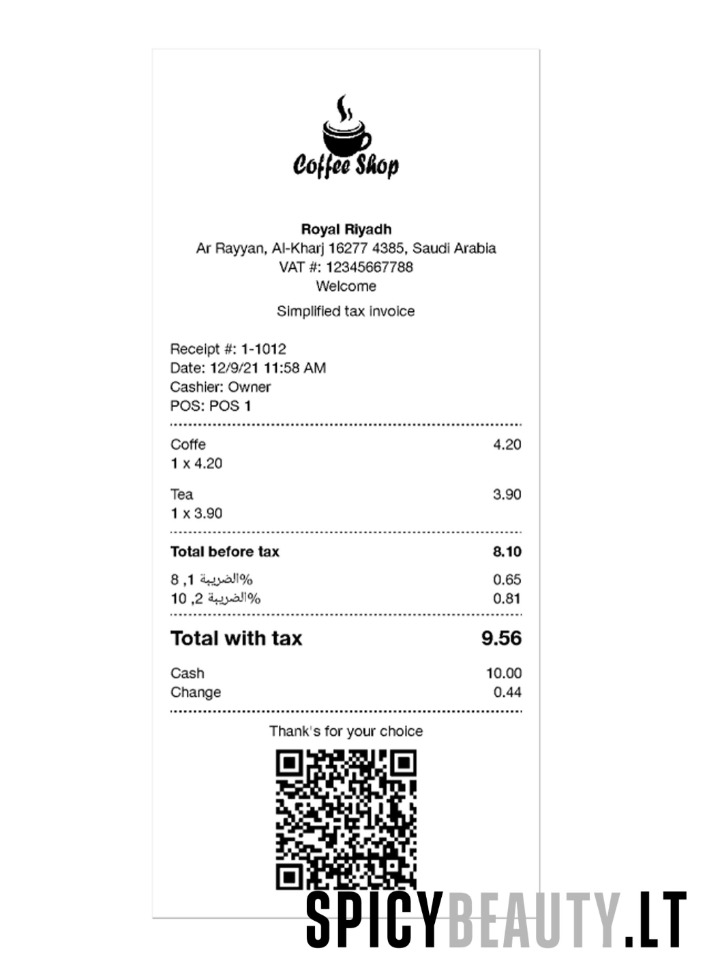 Coffee Shop
Royal Riyadh
Ar Rayyan, Al-Kharj 16277 4385, Saudi Arabia
VAT #: 12345667788
Welcome
Simplified tax invoice
Receipt #: 1-1012
Date: 12/9/21 11:58 AM
Cashier: Owner
POS: POS 1
Coffe 4.20
1 x 4.20
Tea 3.90
1 x 3.90
Total before tax 8.10
8 ,1 الضريبة% 0.65
10 ,2 الضريبة% 0.81
Total with tax 9.56
Cash 10.00
Change 0.44
Thank's for your choice
SPICYBEAUTY.LT